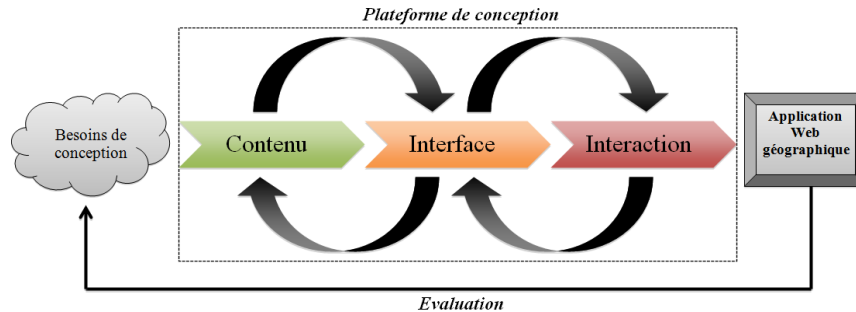 Plateforme de conception
Besoins de
conception
Contenu
Interface
Interaction
Application
Web
géographique
Evaluation